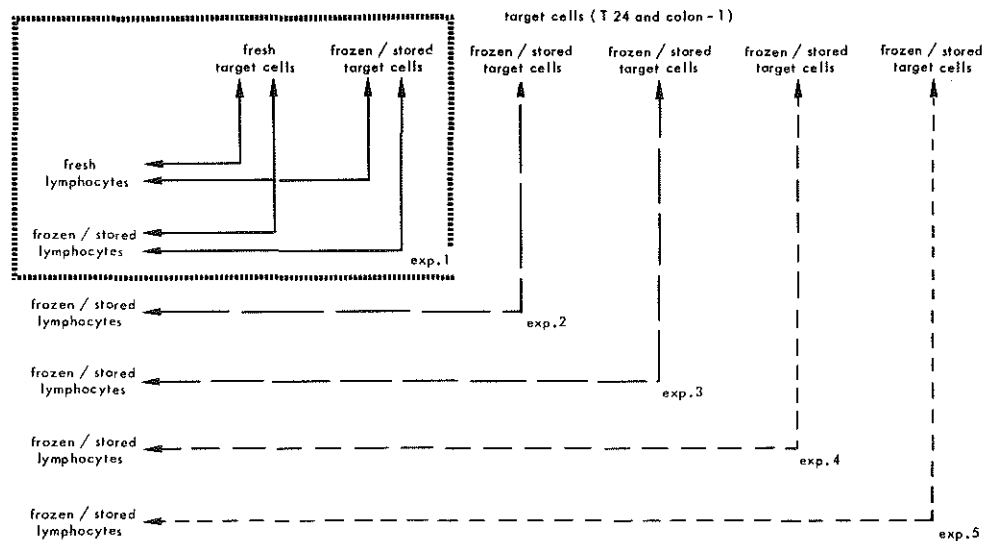 target cells (T 24 and colon-1)
fresh
target cells
frozen / stored
target cells
frozen / stored
target cells
frozen / stored
target cells
frozen / stored
target cells
frozen / stored
target cells
fresh
lymphocytes
frozen / stored
lymphocytes
exp.1
frozen / stored
lymphocytes
exp.2
frozen / stored
lymphocytes
exp.3
frozen / stored
lymphocytes
exp.4
frozen / stored
lymphocytes
exp.5